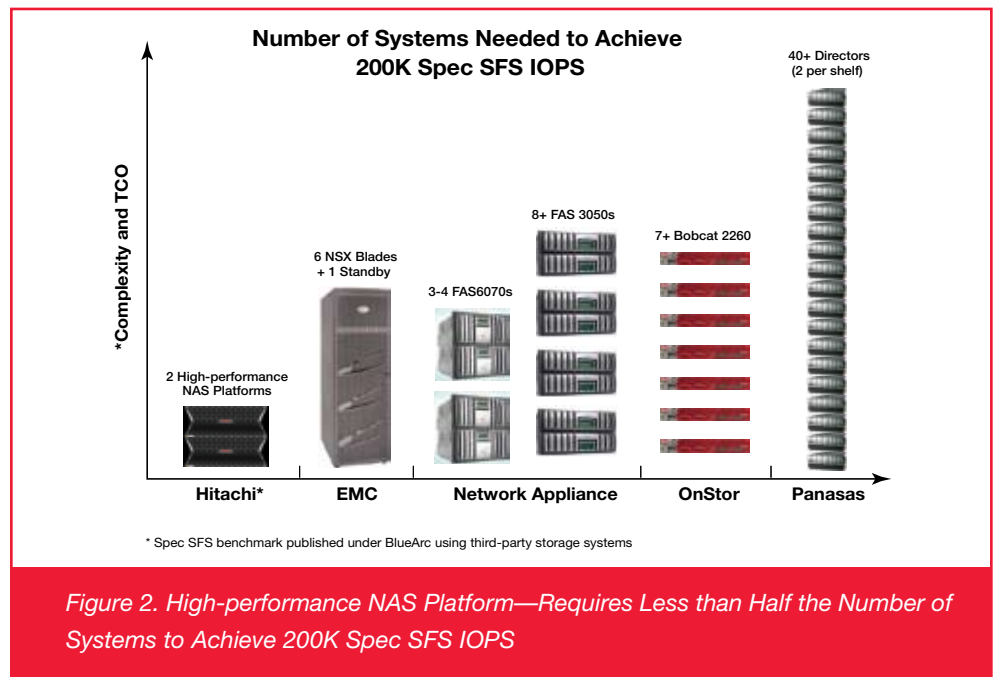 Number of Systems Needed to Achieve
200K Spec SFS IOPS
40+ Directors
(2 per shelf)
*Complexity and TCO
8+ FAS 3050s
7+ Bobcat 2260
6 NSX Blades
+ 1 Standby
3-4 FAS6070s
2 High-performance
NAS Platforms
Hitachi*
EMC
Network Appliance
OnStor
Panasas
* Spec SFS benchmark published under BlueArc using third-party storage systems
Figure 2. High-performance NAS Platform—Requires Less than Half the Number of
Systems to Achieve 200K Spec SFS IOPS